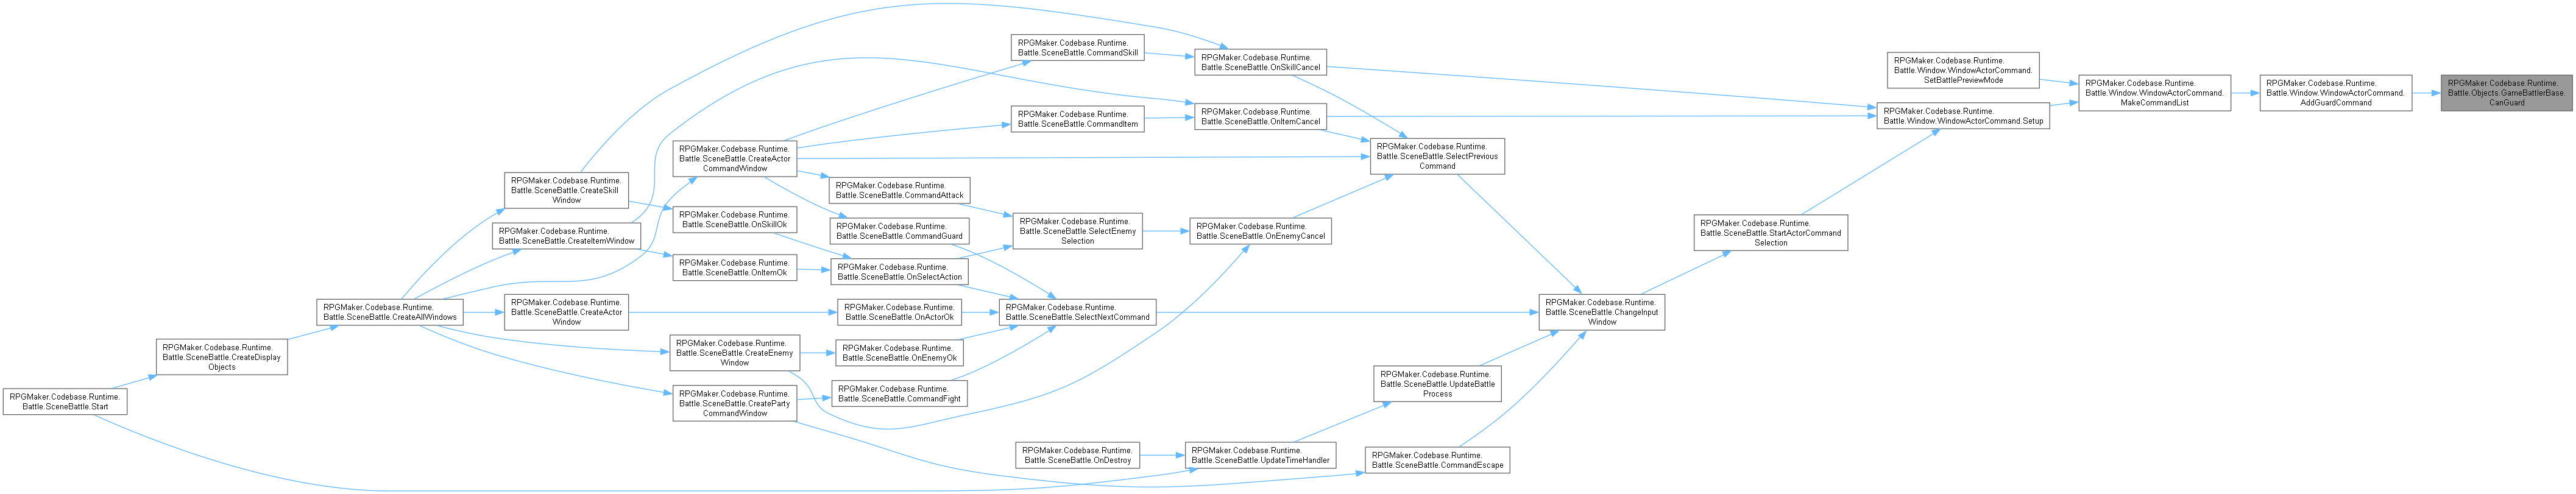 RPGMaker.Codebase.Runtime.
Battle.SceneBattle.Start
RPGMaker.Codebase.Runtime.
Battle.SceneBattle.CreateDisplay
Objects
RPGMaker.Codebase.Runtime.
Battle.SceneBattle.CreateAllWindows
RPGMaker.Codebase.Runtime.
Battle.SceneBattle.CreateSkill
Window
RPGMaker.Codebase.Runtime.
Battle.SceneBattle.CreateItemWindow
RPGMaker.Codebase.Runtime.
Battle.SceneBattle.CreateActor
Window
RPGMaker.Codebase.Runtime.
Battle.SceneBattle.CreateActor
CommandWindow
RPGMaker.Codebase.Runtime.
Battle.SceneBattle.OnSkillOk
RPGMaker.Codebase.Runtime.
Battle.SceneBattle.OnItemOk
RPGMaker.Codebase.Runtime.
Battle.SceneBattle.CreateEnemy
Window
RPGMaker.Codebase.Runtime.
Battle.SceneBattle.CreateParty
CommandWindow
RPGMaker.Codebase.Runtime.
Battle.SceneBattle.CommandAttack
RPGMaker.Codebase.Runtime.
Battle.SceneBattle.CommandGuard
RPGMaker.Codebase.Runtime.
Battle.SceneBattle.OnSelectAction
RPGMaker.Codebase.Runtime.
Battle.SceneBattle.OnActorOk
RPGMaker.Codebase.Runtime.
Battle.SceneBattle.OnEnemyOk
RPGMaker.Codebase.Runtime.
Battle.SceneBattle.CommandFight
RPGMaker.Codebase.Runtime.
Battle.SceneBattle.CommandSkill
RPGMaker.Codebase.Runtime.
Battle.SceneBattle.CommandItem
RPGMaker.Codebase.Runtime.
Battle.SceneBattle.SelectEnemy
Selection
RPGMaker.Codebase.Runtime.
Battle.SceneBattle.SelectNextCommand
RPGMaker.Codebase.Runtime.
Battle.SceneBattle.OnDestroy
RPGMaker.Codebase.Runtime.
Battle.SceneBattle.OnSkillCancel
RPGMaker.Codebase.Runtime.
Battle.SceneBattle.OnItemCancel
RPGMaker.Codebase.Runtime.
Battle.SceneBattle.OnEnemyCancel
RPGMaker.Codebase.Runtime.
Battle.SceneBattle.UpdateTimeHandler
RPGMaker.Codebase.Runtime.
Battle.SceneBattle.SelectPrevious
Command
RPGMaker.Codebase.Runtime.
Battle.SceneBattle.UpdateBattle
Process
RPGMaker.Codebase.Runtime.
Battle.SceneBattle.CommandEscape
RPGMaker.Codebase.Runtime.
Battle.SceneBattle.ChangeInput
Window
RPGMaker.Codebase.Runtime.
Battle.SceneBattle.StartActorCommand
Selection
RPGMaker.Codebase.Runtime.
Battle.Window.WindowActorCommand.
SetBattlePreviewMode
RPGMaker.Codebase.Runtime.
Battle.Window.WindowActorCommand.Setup
RPGMaker.Codebase.Runtime.
Battle.Window.WindowActorCommand.
MakeCommandList
RPGMaker.Codebase.Runtime.
Battle.Window.WindowActorCommand.
AddGuardCommand
RPGMaker.Codebase.Runtime.
Battle.Objects.GameBattlerBase.
CanGuard